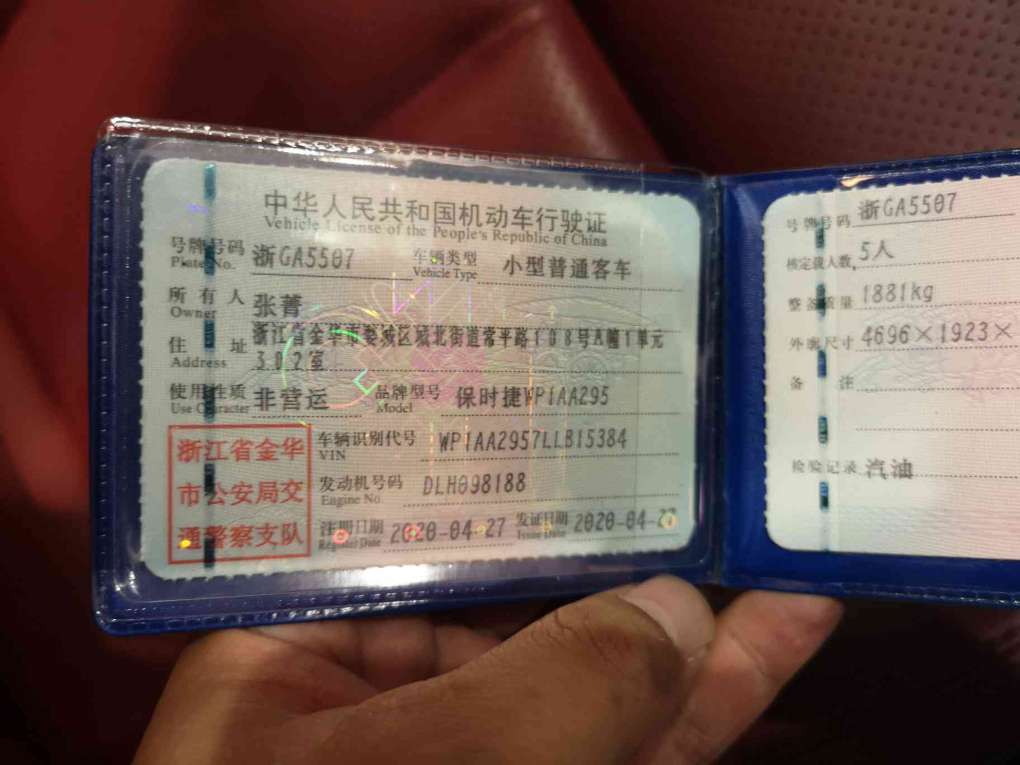 中华人民共和国机动车行驶证
Vehicle License of the People's Republic of China
号牌号码 浙GA5507 车辆类型 小型普通客车
Plate No. Vehicle Type
所有人 张菁
Owner
住址 浙江省金华市婺城区城北街道常平路108号A幢1单元
Address 302室
使用性质 非营运 品牌型号 保时捷WP1AA295
Use Character Model
浙江省金华
市公安局交
通警察支队
车辆识别代号 WP1AA2957LLB15384
VIN
发动机号码 DLH098188
Engine No.
注册日期 2020-04-27 发证日期 2020-04-27
Register Date Issue Date
号牌号码 浙GA5507
核定载人数 5人
整备质量 1881kg
外廓尺寸 4696×1923×
备注
检验记录 汽油